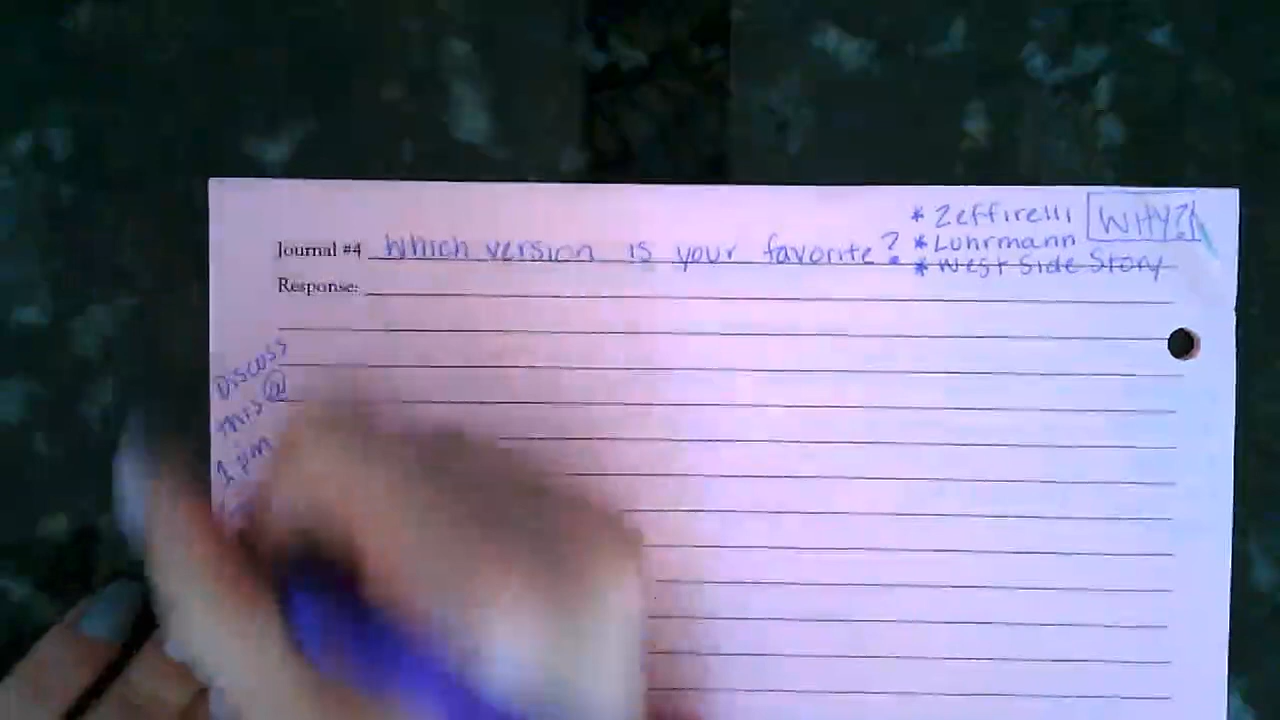 * Zeffirelli WHY?
Journal #4 Which version is your favorite? * Luhrmann
* West Side Story
Response:
Discuss
this @
1 pm